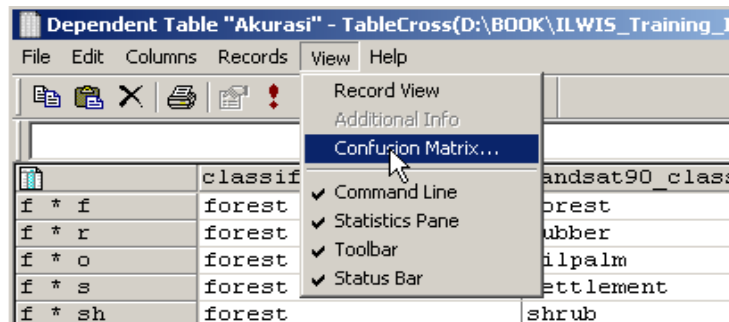 Dependent Table "Akurasi" - TableCross(D:\BOOK\ILWIS_Training_
File Edit Columns Records View Help
Record View
Additional Info
Confusion Matrix...
Command Line
Statistics Pane
Toolbar
Status Bar
classif andsat90_clas
f * f forest orest
f * r forest ubber
f * o forest ilpalm
f * s forest ettlement
f * sh forest shrub